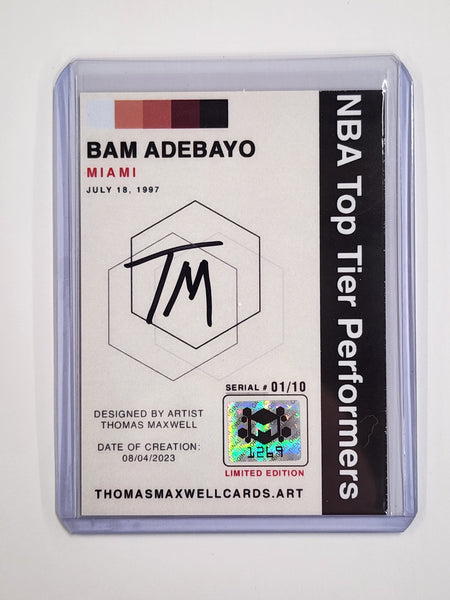 BAM ADEBAYO
MIAMI
JULY 18, 1997
TM
SERIAL # 01/10
DESIGNED BY ARTIST
THOMAS MAXWELL
DATE OF CREATION:
08/04/2023
1269
LIMITED EDITION
THOMASMAXWELLCARDS.ART
NBA Top Tier Performers